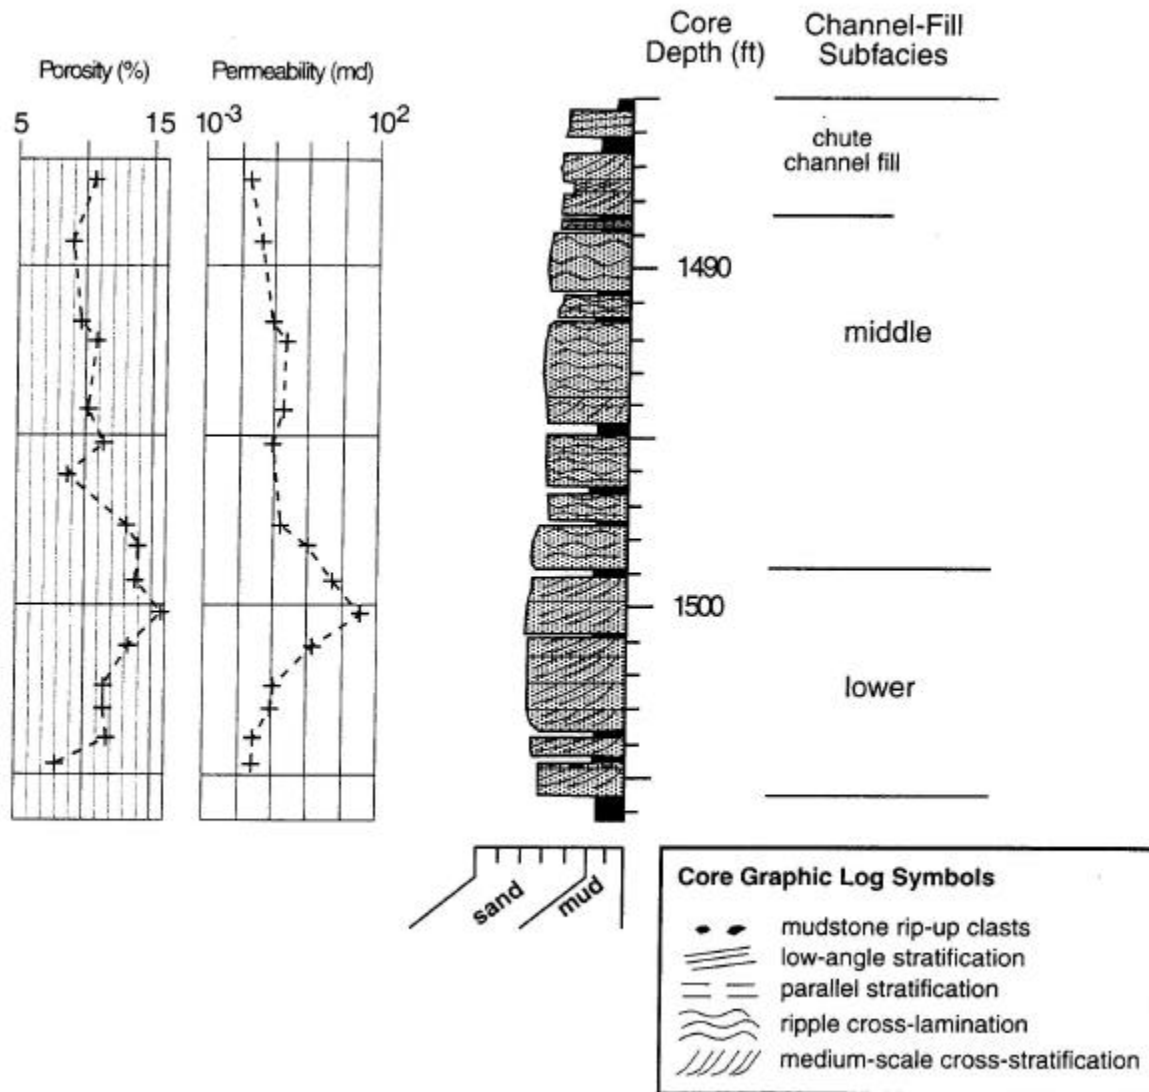 Porosity (%)
5 15
Permeability (md)
10-3 102
Core
Depth (ft)
1490
1500
Channel-Fill
Subfacies
chute
channel fill
middle
lower
sand
mud
Core Graphic Log Symbols
mudstone rip-up clasts
low-angle stratification
parallel stratification
ripple cross-lamination
medium-scale cross-stratification